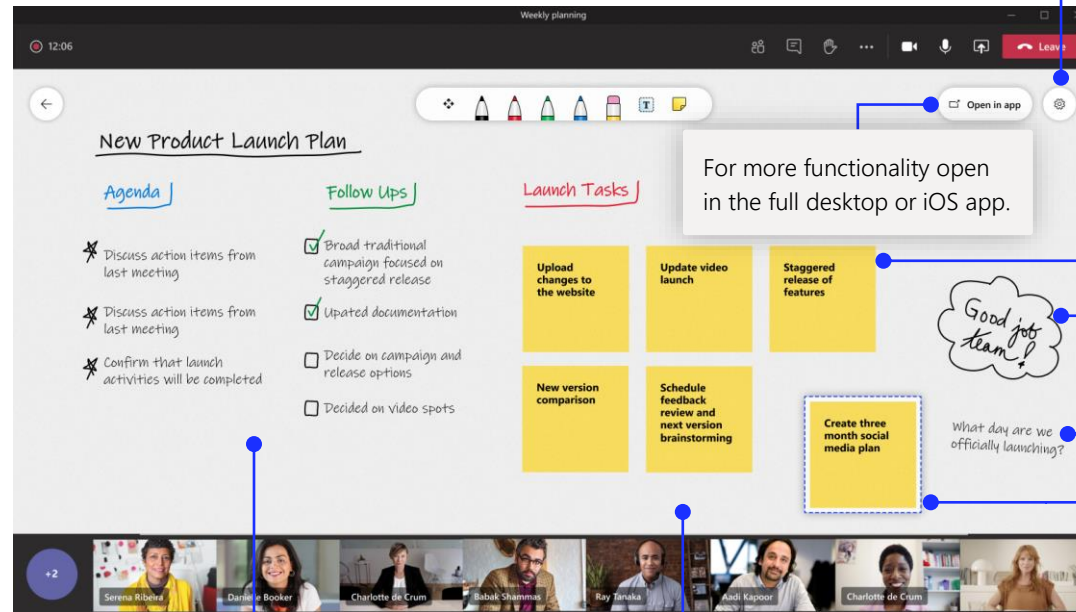 Weekly planning
12:06
Leave
T
Open in app
For more functionality open
in the full desktop or iOS app.
New Product Launch Plan
Agenda
Discuss action items from
last meeting
Discuss action items from
last meeting
Confirm that launch
activities will be completed
Follow Ups
Broad traditional
campaign focused on
staggered release
Upated documentation
Decide on campaign and
release options
Decided on video spots
Launch Tasks
Upload
changes to
the website
Update video
launch
Staggered
release of
features
New version
comparison
Schedule
feedback
review and
next version
brainstorming
Create three
month social
media plan
Good job
team!
What day are we
officially launching?
+2
Serena Ribeira
Danielle Booker
Charlotte de Crum
Babak Shammas
Ray Tanaka
Aadi Kapoor
Charlotte de Crum